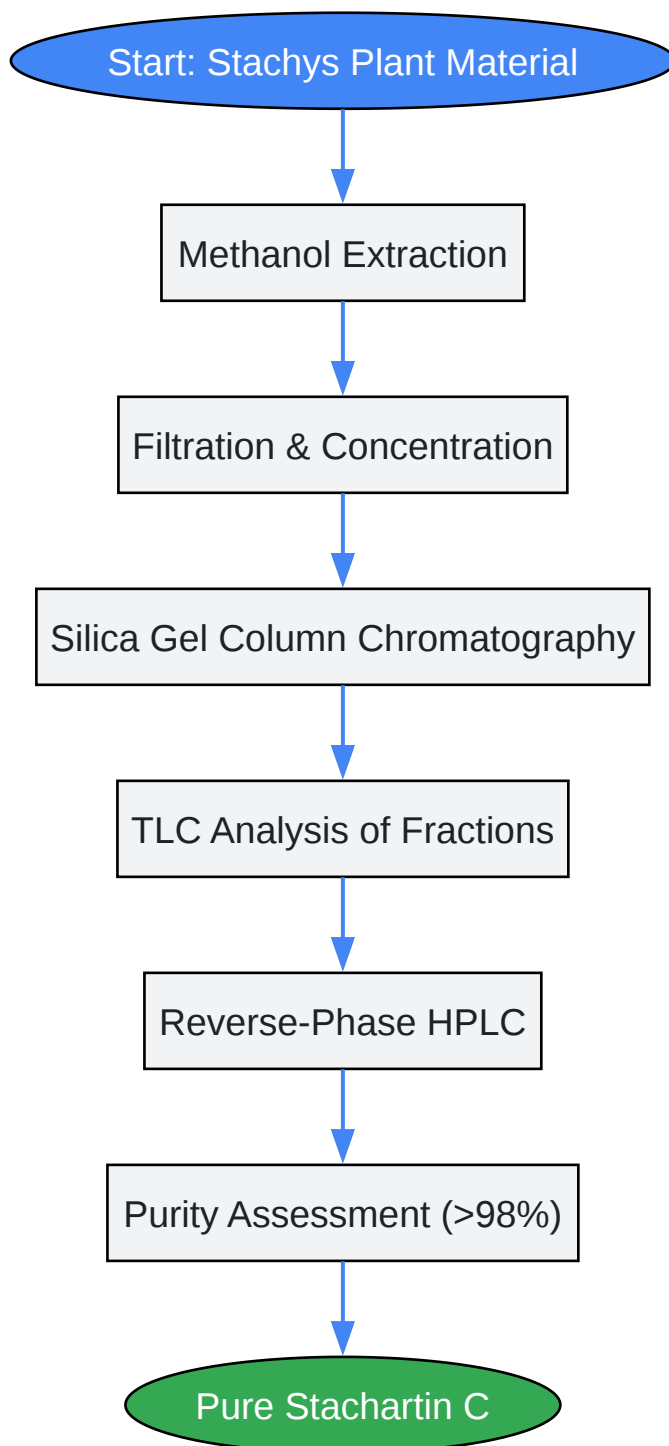 Start: Stachys Plant Material
Methanol Extraction
Filtration & Concentration
Silica Gel Column Chromatography
TLC Analysis of Fractions
Reverse-Phase HPLC
Purity Assessment (>98%)
Pure Stachartin C